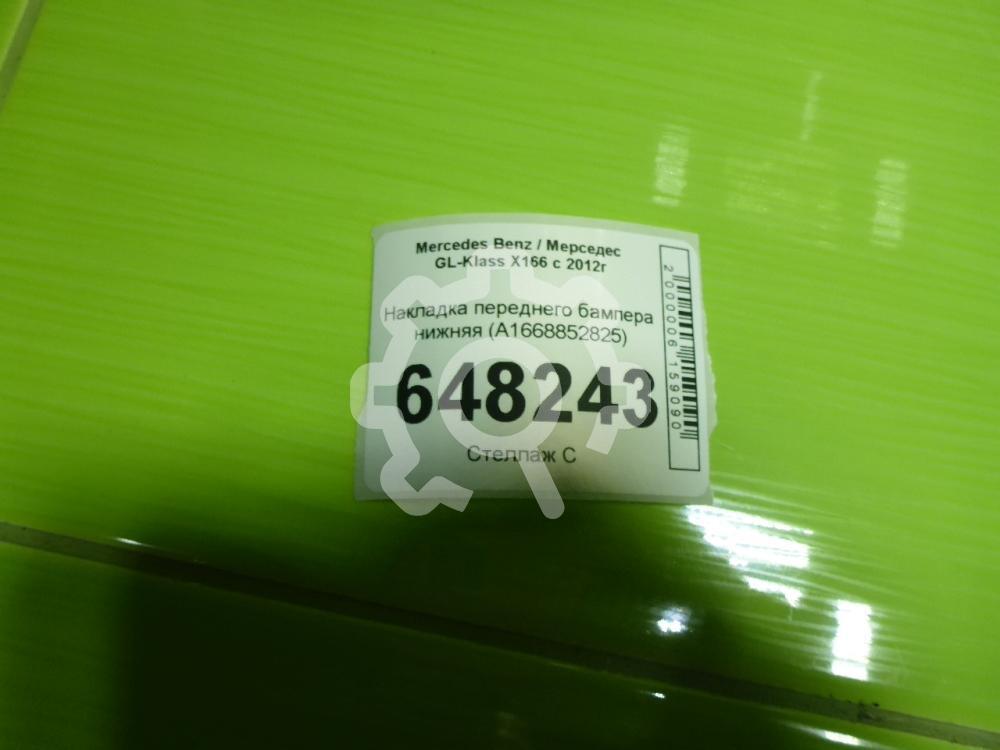 Mercedes Benz / Мерседес
GL-Klass X166 с 2012г
Накладка переднего бампера
нижняя (A1668852825)
648243
Стеллаж С
2000006159090